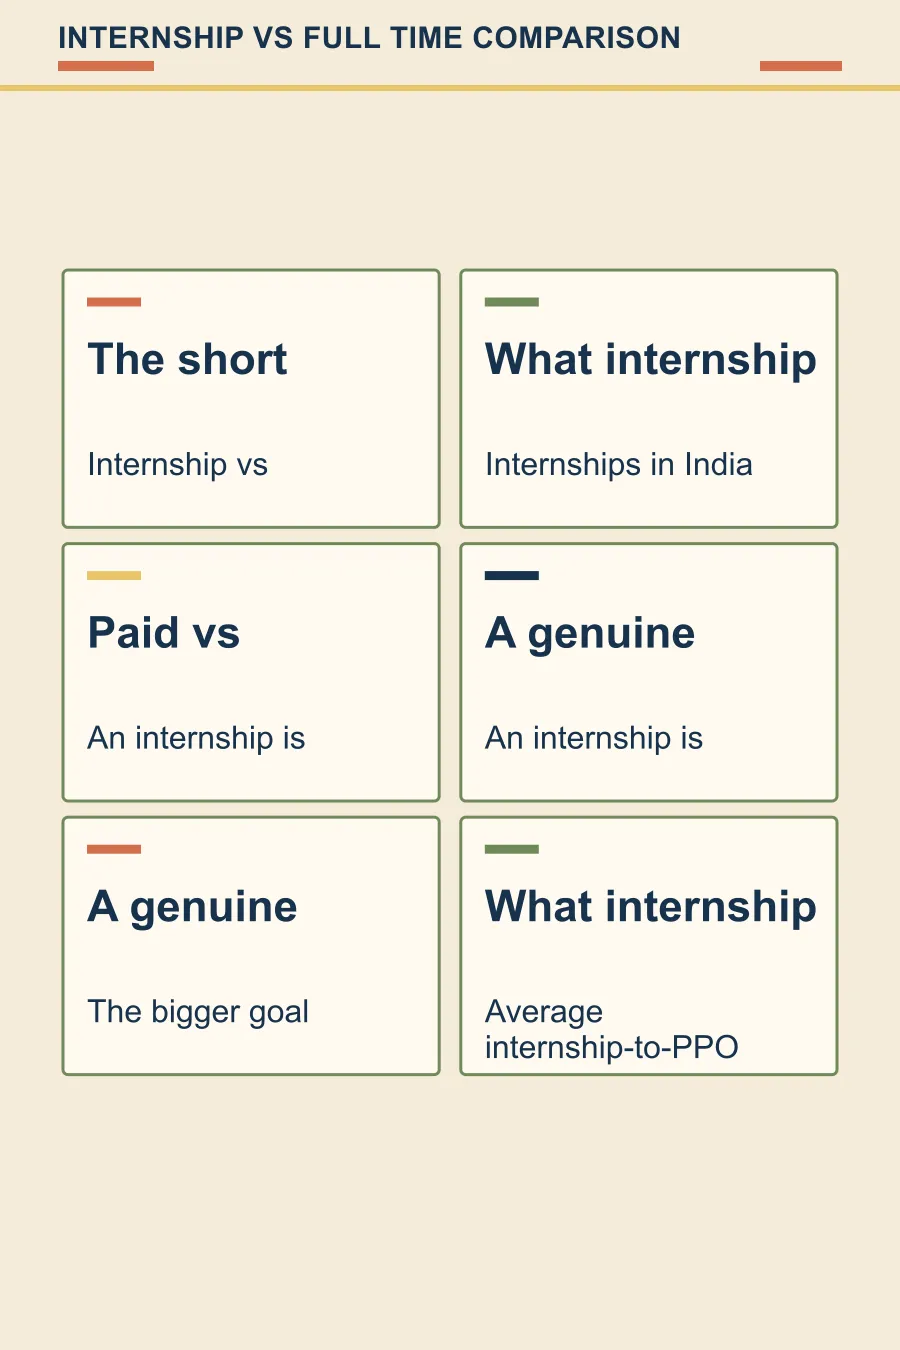 INTERNSHIP VS FULL TIME COMPARISON
The short
Internship vs
What internship
Internships in India
Paid vs
An internship is
A genuine
An internship is
A genuine
The bigger goal
What internship
Average
internship-to-PPO